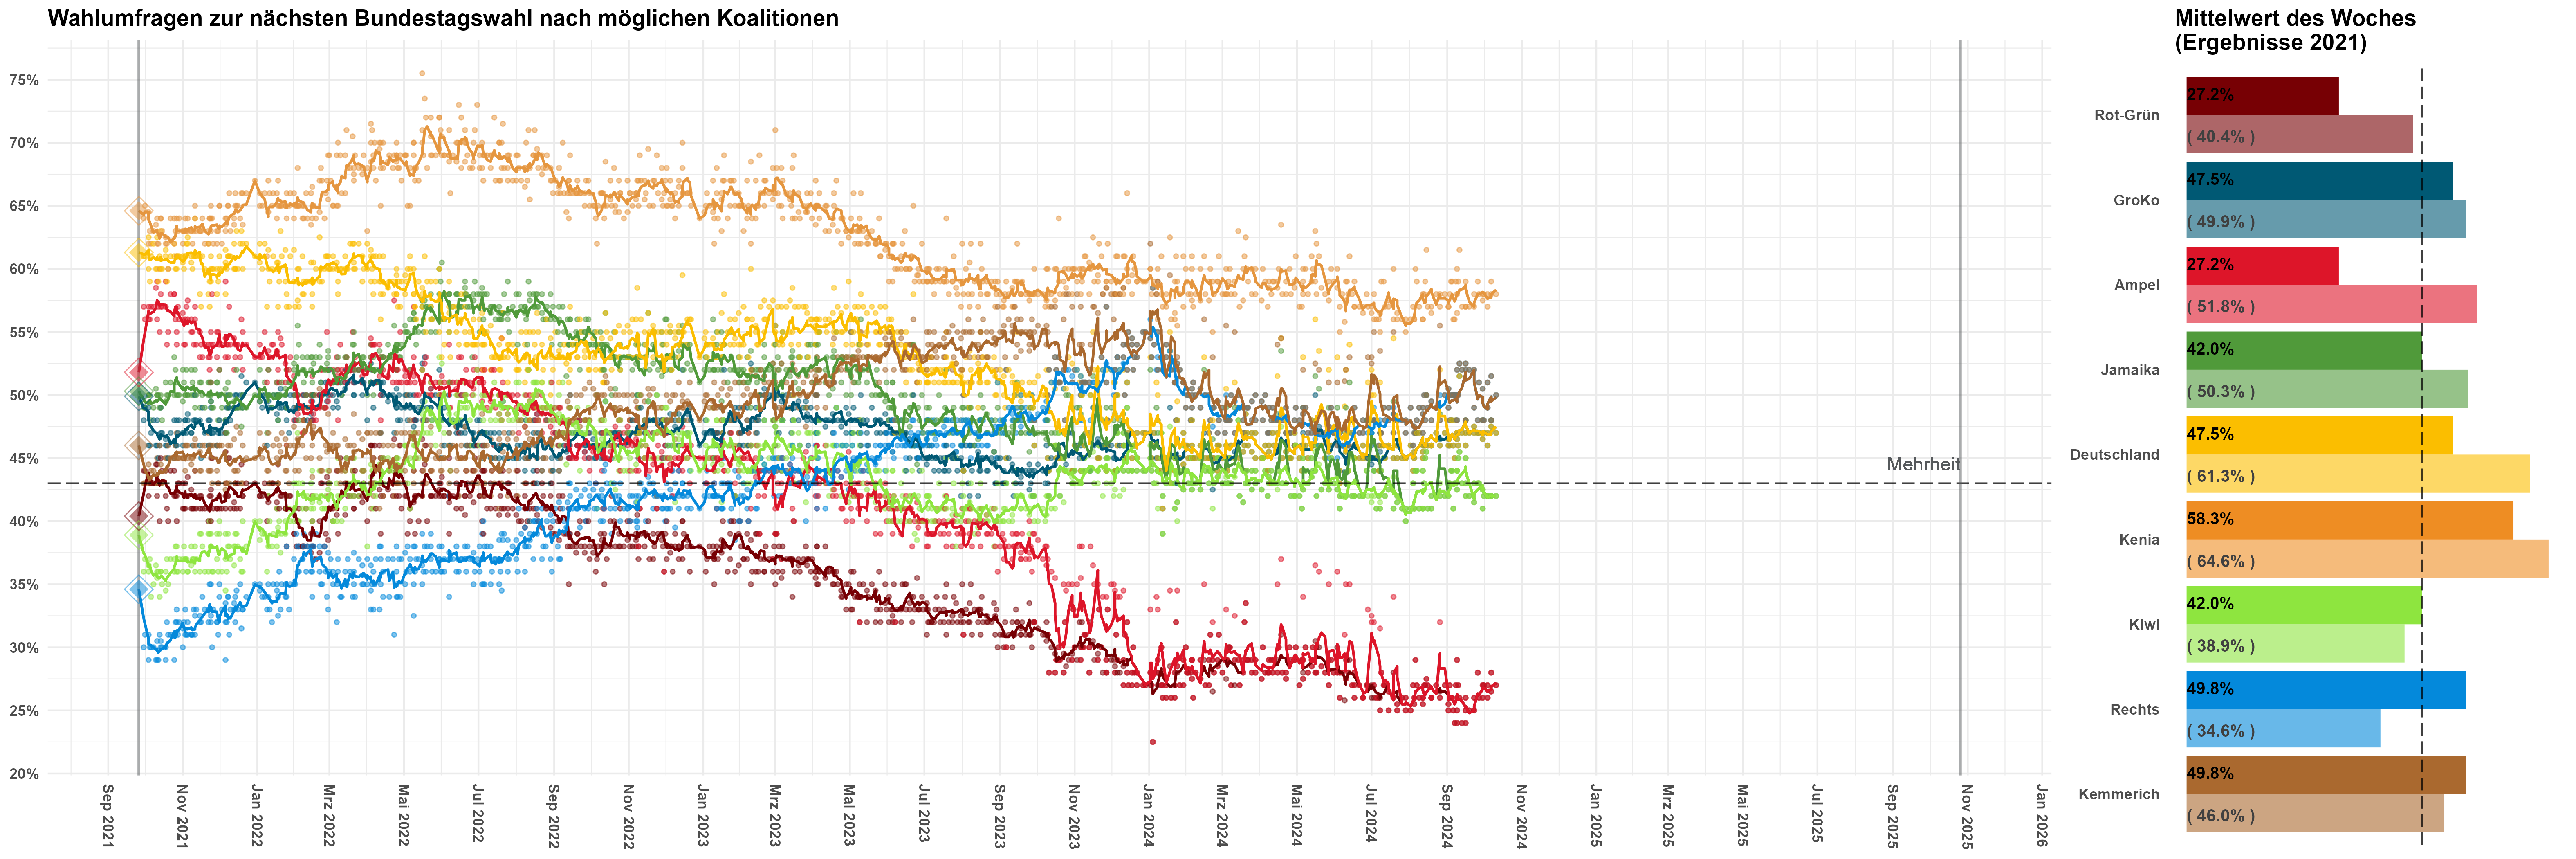 Wahlumfragen zur nächsten Bundestagswahl nach möglichen Koalitionen
75%
70%
65%
60%
55%
50%
45%
40%
35%
30%
25%
20%
Mehrheit
Sep 2021
Nov 2021
Jan 2022
Mrz 2022
Mai 2022
Jul 2022
Sep 2022
Nov 2022
Jan 2023
Mrz 2023
Mai 2023
Jul 2023
Sep 2023
Nov 2023
Jan 2024
Mrz 2024
Mai 2024
Jul 2024
Sep 2024
Nov 2024
Jan 2025
Mrz 2025
Mai 2025
Jul 2025
Sep 2025
Nov 2025
Jan 2026
Mittelwert des Woches
(Ergebnisse 2021)
Rot-Grün
27.2%
( 40.4% )
GroKo
47.5%
( 49.9% )
Ampel
27.2%
( 51.8% )
Jamaika
42.0%
( 50.3% )
Deutschland
47.5%
( 61.3% )
Kenia
58.3%
( 64.6% )
Kiwi
42.0%
( 38.9% )
Rechts
49.8%
( 34.6% )
Kemmerich
49.8%
( 46.0% )